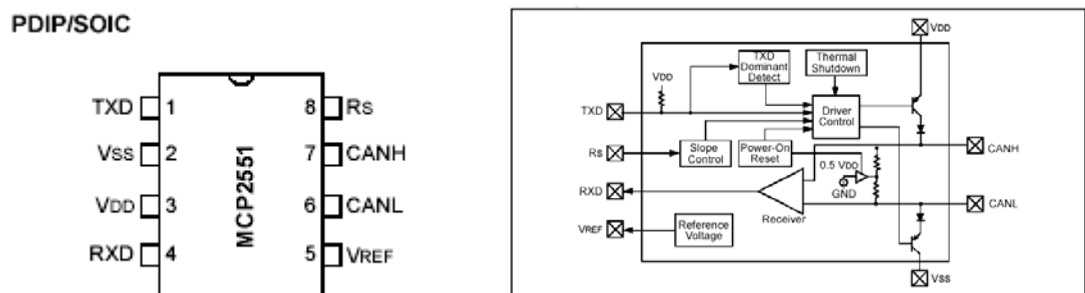 PDIP/SOIC
TXD 1 8 RS
VSS 2 7 CANH
VDD 3 6 CANL
RXD 4 5 VREF
MCP2551
VDD
TXD
Dominant
Detect
Thermal
Shutdown
VDD
TXD
Driver
Control
RS
Slope
Control
Power-On
Reset
CANH
0.5 VDD
GND
RXD
Receiver
CANL
VREF
Reference
Voltage
VSS